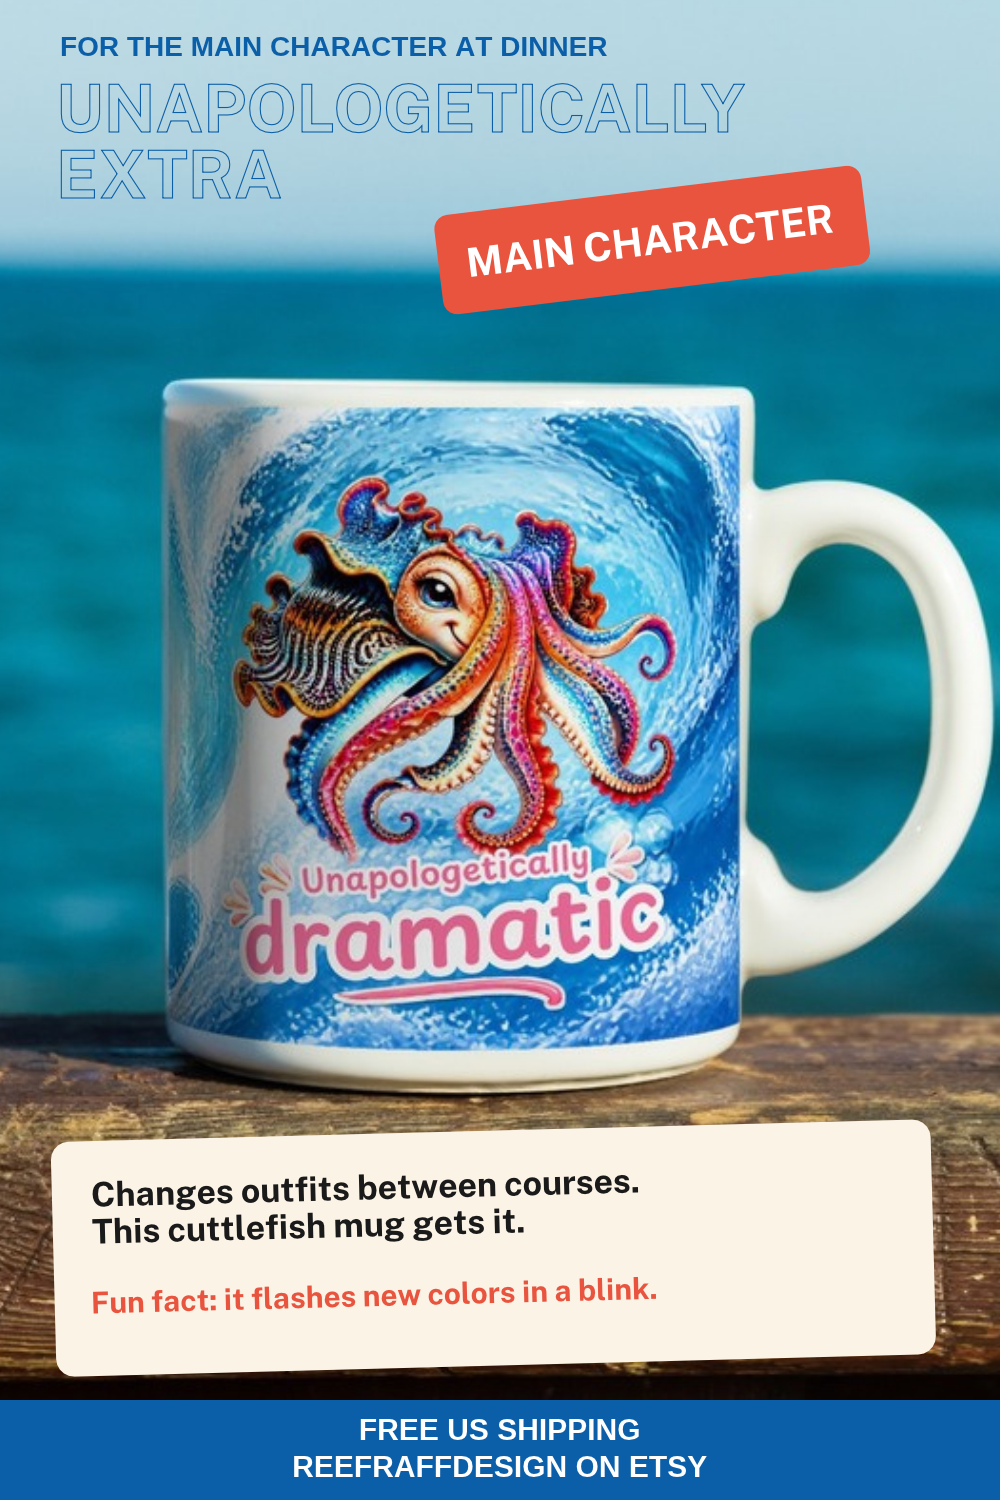 FOR THE MAIN CHARACTER AT DINNER
UNAPOLOGETICALLY
EXTRA
MAIN CHARACTER
Unapologetically
dramatic
Changes outfits between courses.
This cuttlefish mug gets it.
Fun fact: it flashes new colors in a blink.
FREE US SHIPPING
REEFRAFFDESIGN ON ETSY